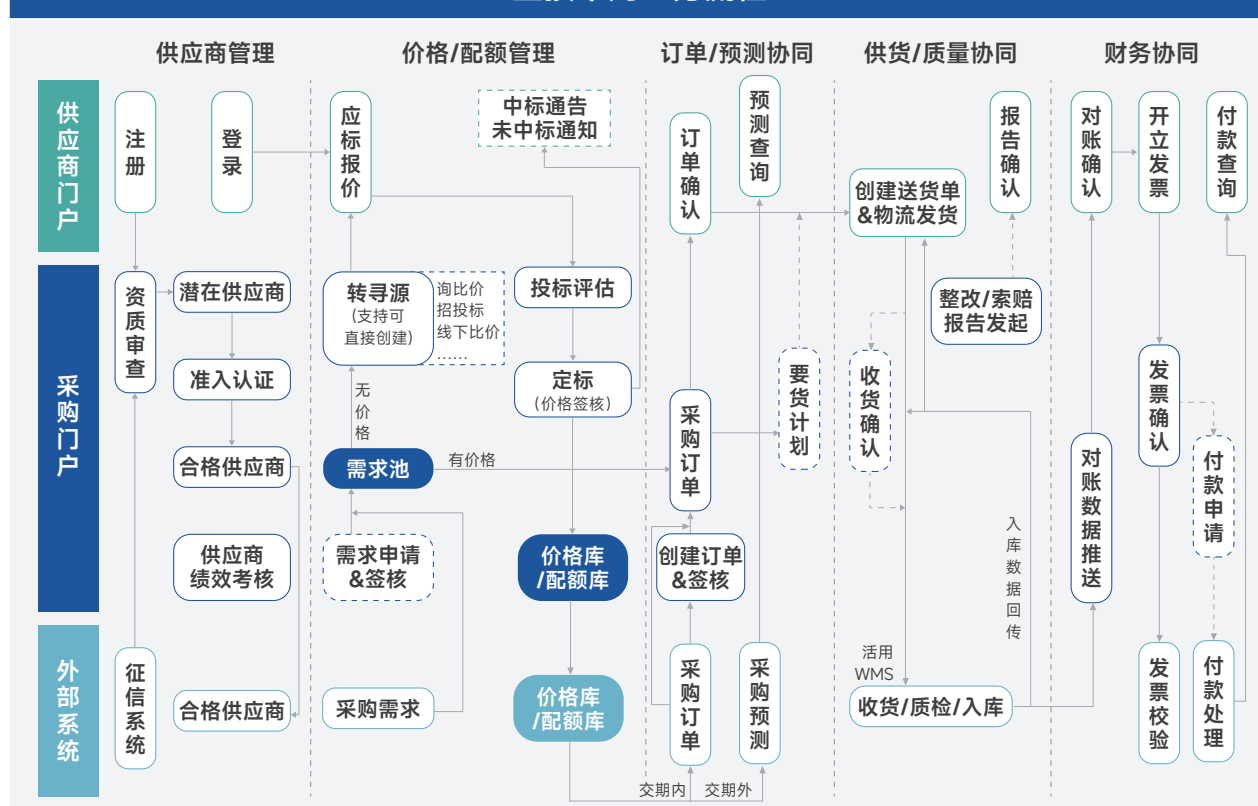 供应商管理
价格/配额管理
订单/预测协同
供货/质量协同
财务协同
供应商门户
注册
登录
应标报价
中标通告
未中标通知
订单确认
预测查询
创建送货单
&物流发货
报告确认
对账确认
开立发票
付款查询
采购门户
资质审查
潜在供应商
准入认证
合格供应商
供应商
绩效考核
转寻源
(支持可
直接创建)
询比价
招投标
线下比价
……
无价格
需求池
有价格
需求申请
&签核
投标评估
定标
(价格签核)
价格库
/配额库
采购订单
创建订单
&签核
要货计划
收货确认
整改/索赔
报告发起
入库数据回传
对账数据推送
发票确认
付款申请
外部系统
征信系统
合格供应商
采购需求
价格库
/配额库
采购订单
采购预测
交期内
交期外
活用
WMS
收货/质检/入库
发票校验
付款处理